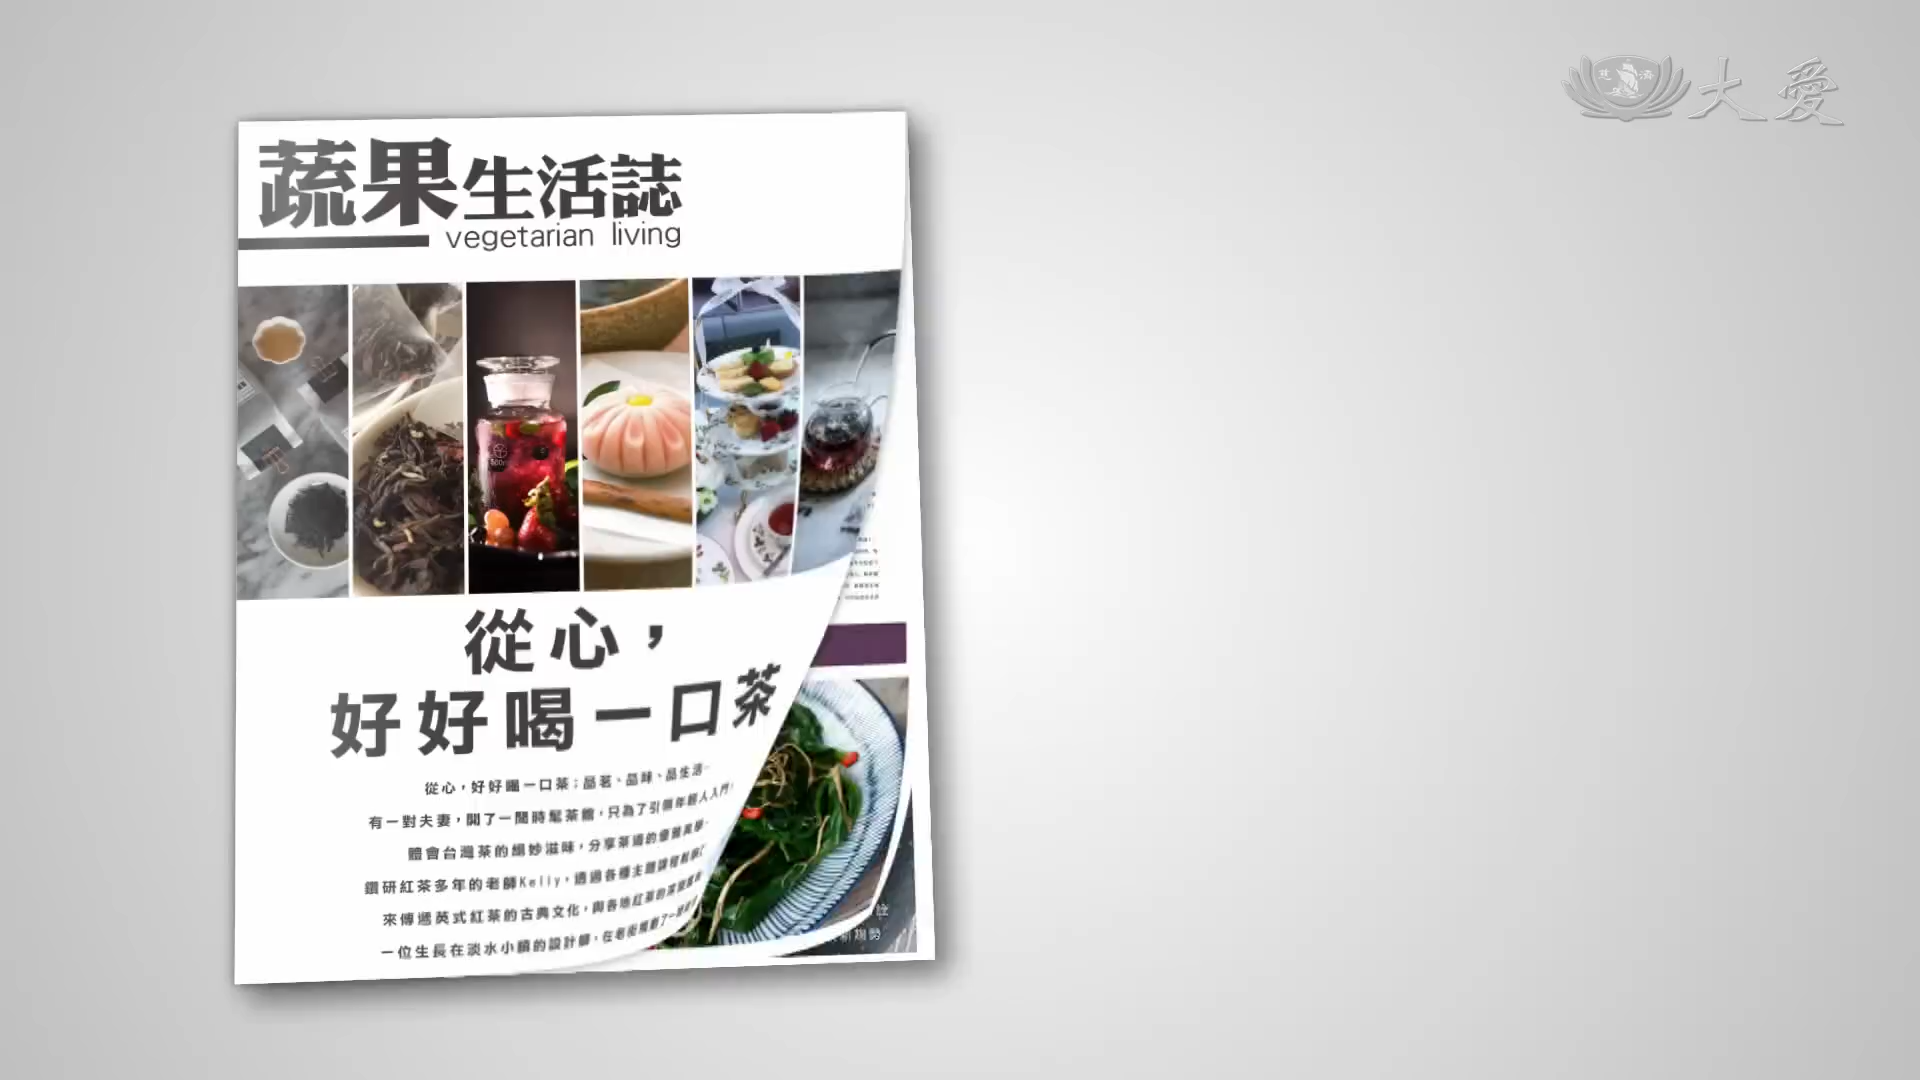 慈濟
大愛
蔬果生活誌
vegetarian living
從心，
好好喝一口茶
從心，好好喝一口茶；品茗、品味、品生活
有一對夫妻，開了一間時髦茶館，只為了引領年輕人入門
體會台灣茶的絕妙滋味，分享茶道的優雅美學
鑽研紅茶多年的老師Kelly，透過各種主題課程
來傳遞英式紅茶的古典文化，與各地紅茶的
一位生長在淡水小鎮的設計師，在老街
新趨勢